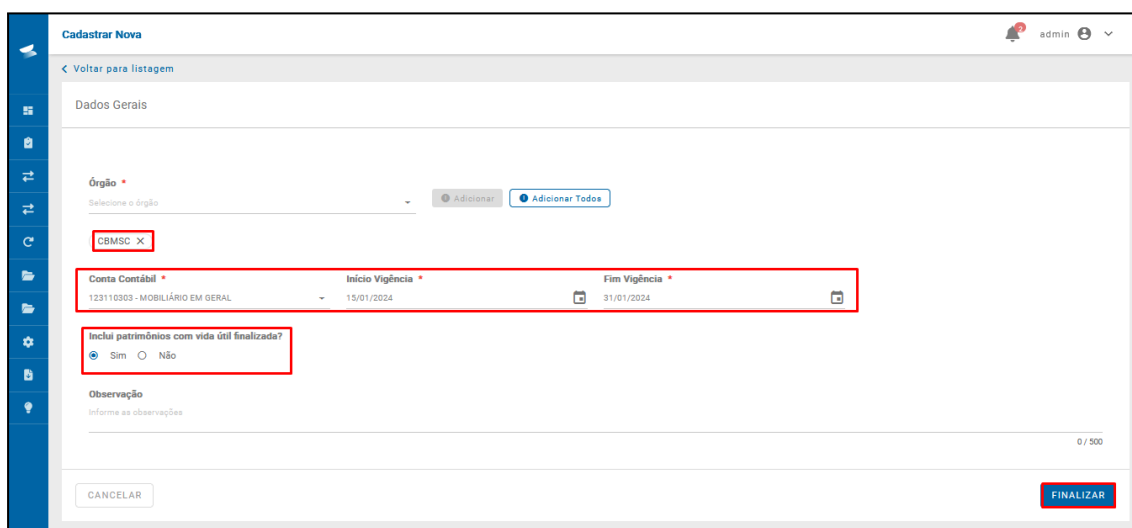 Cadastrar Nova
2
admin
Voltar para listagem
Dados Gerais
Órgão *
Selecione o órgão
Adicionar
Adicionar Todos
CBMSC X
Conta Contábil * Início Vigência * Fim Vigência *
123110303 - MOBILIÁRIO EM GERAL 15/01/2024 31/01/2024
Inclui patrimônios com vida útil finalizada?
Sim Não
Observação
Informe as observações
0 / 500
CANCELAR FINALIZAR